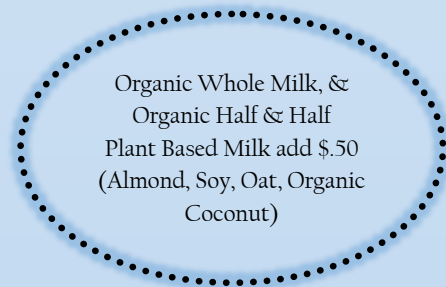 Organic Whole Milk, &
Organic Half & Half
Plant Based Milk add $.50
(Almond, Soy, Oat, Organic
Coconut)